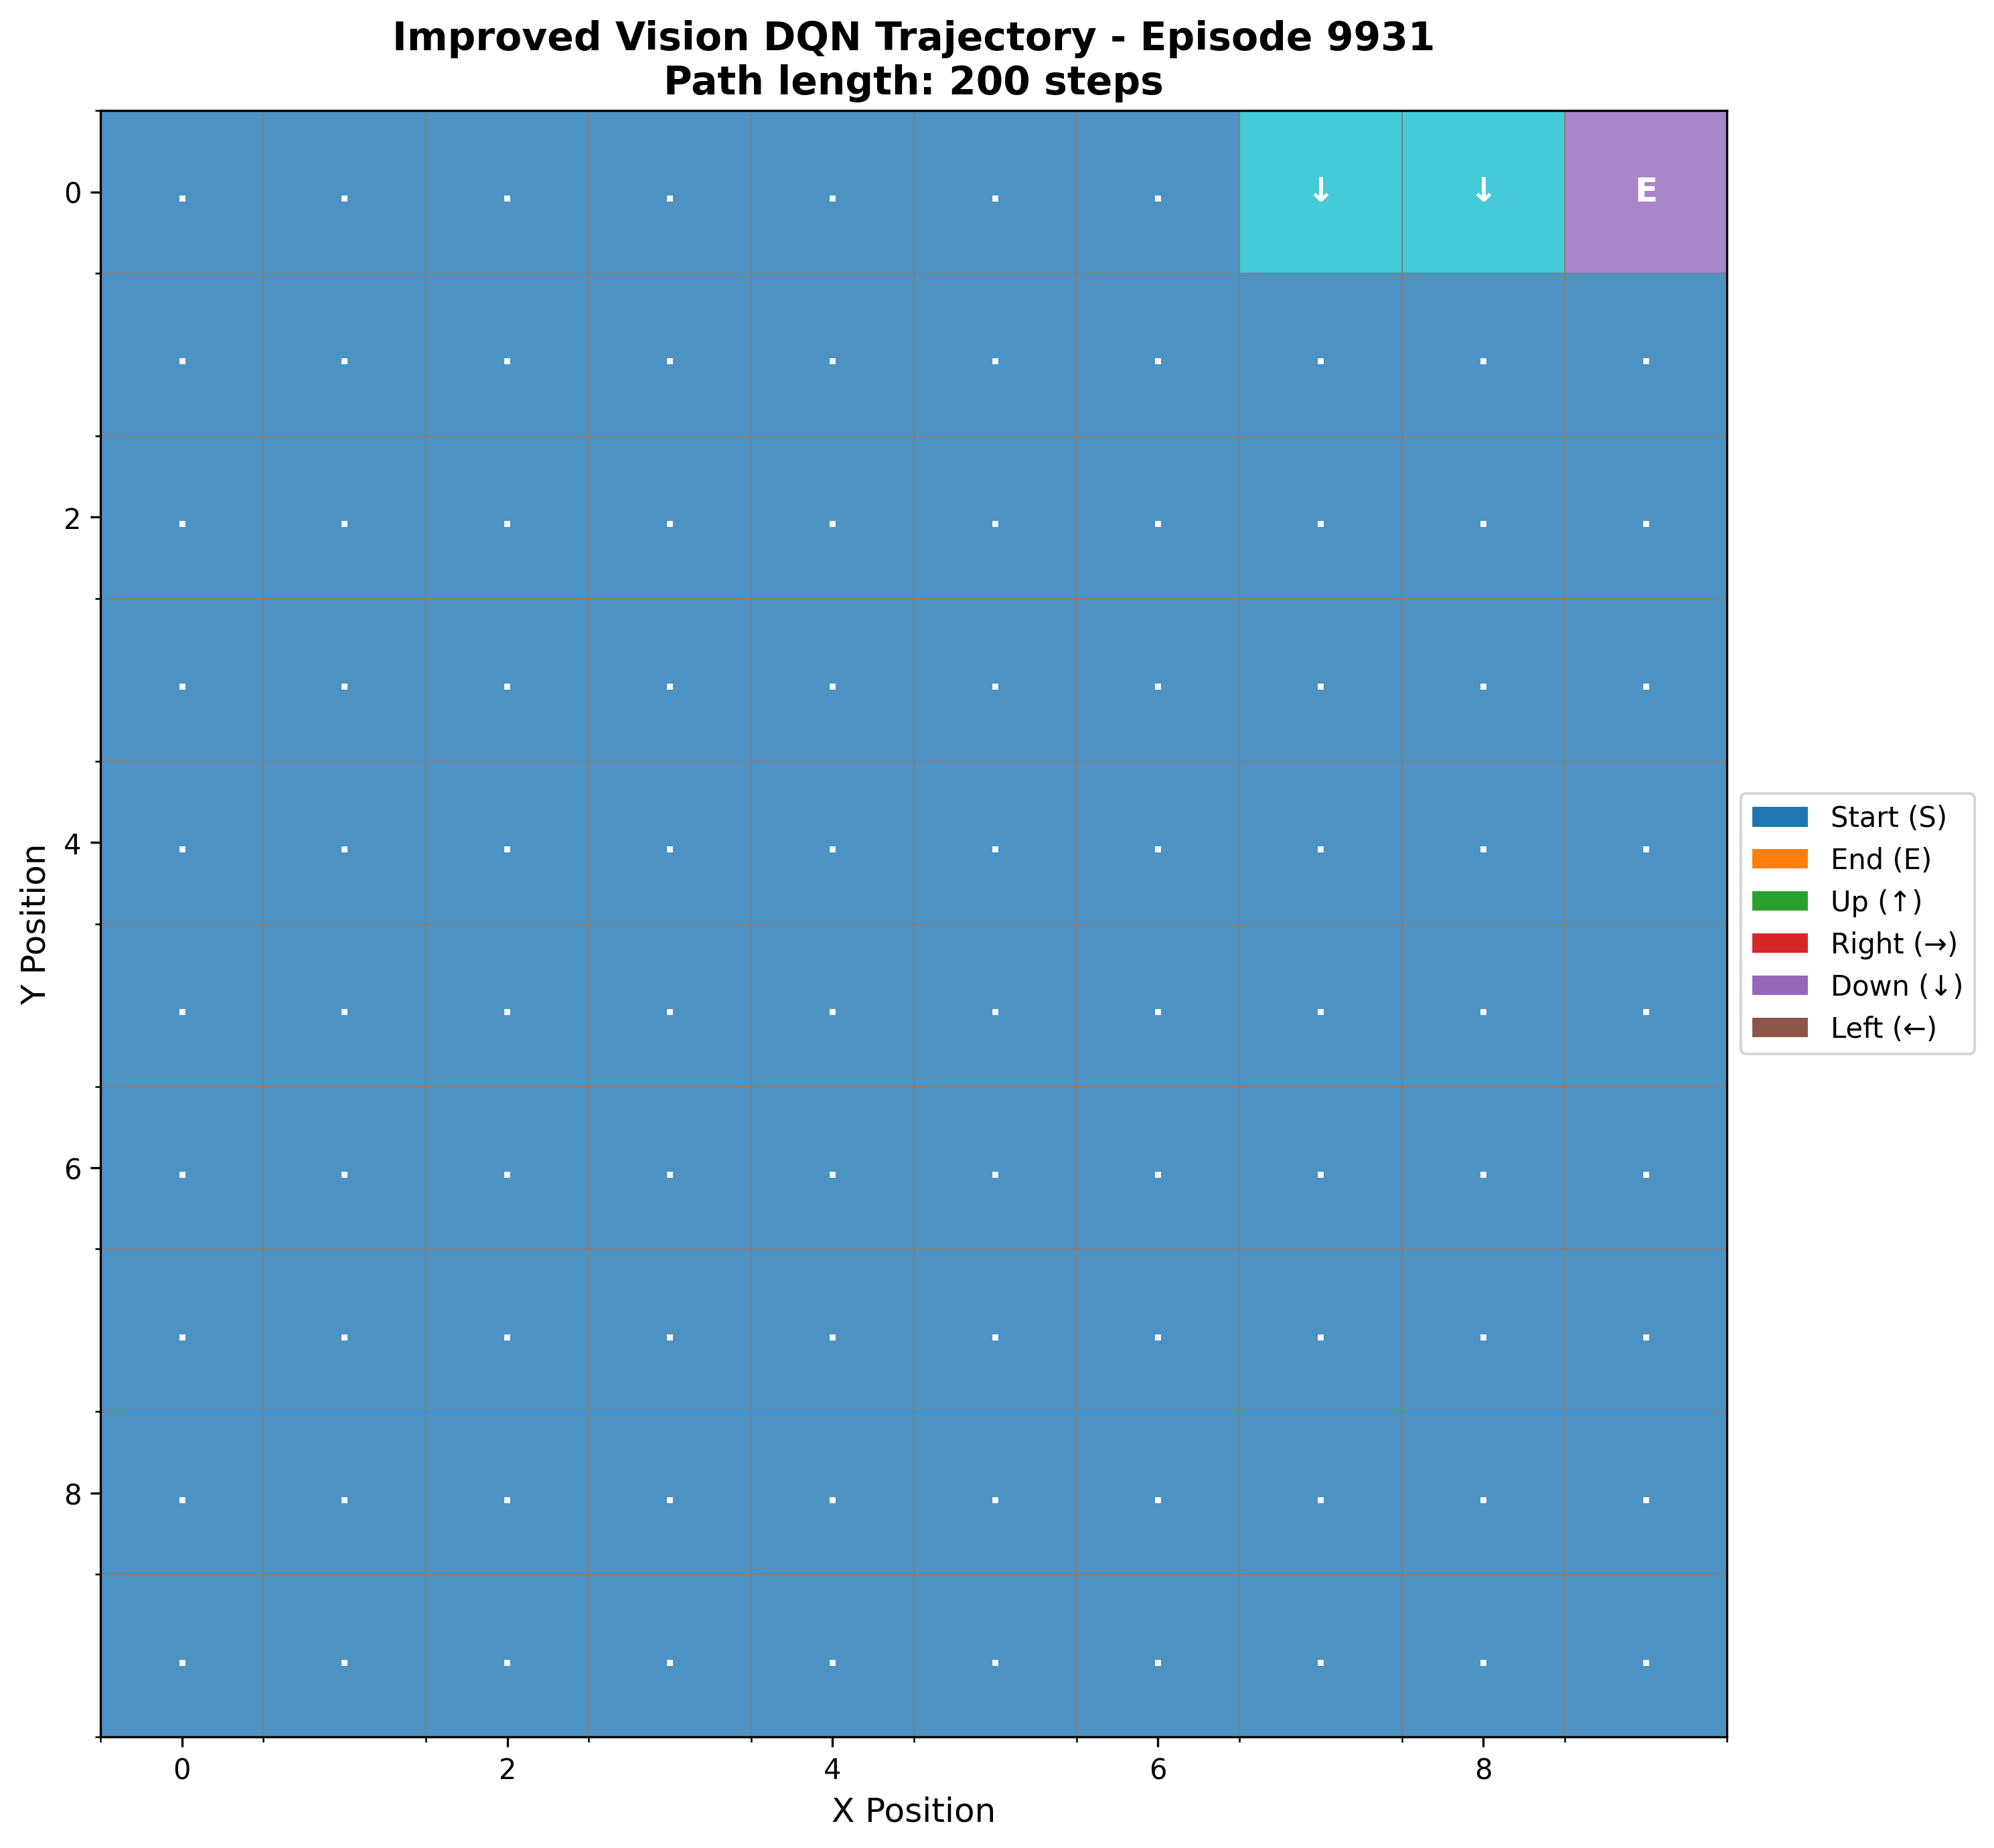 Improved Vision DQN Trajectory - Episode 9931
Path length: 200 steps
0 . . . . . . . ↓ ↓ E
. . . . . . . . . .
2 . . . . . . . . . .
. . . . . . . . . .
4 . . . . . . . . . .
. . . . . . . . . .
6 . . . . . . . . . .
. . . . . . . . . .
8 . . . . . . . . . .
. . . . . . . . . .
0 2 4 6 8
X Position
Y Position
Start (S)
End (E)
Up (↑)
Right (→)
Down (↓)
Left (←)